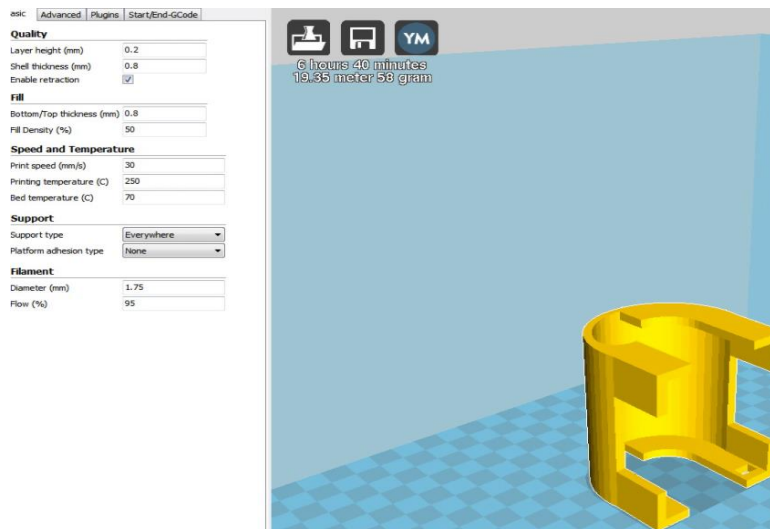 asic Advanced Plugins Start/End-GCode
Quality
Layer height (mm) 0.2
Shell thickness (mm) 0.8
Enable retraction
Fill
Bottom/Top thickness (mm) 0.8
Fill Density (%) 50
Speed and Temperature
Print speed (mm/s) 30
Printing temperature (C) 250
Bed temperature (C) 70
Support
Support type Everywhere
Platform adhesion type None
Filament
Diameter (mm) 1.75
Flow (%) 95
YM
6 hours 40 minutes
19.35 meter 58 gram